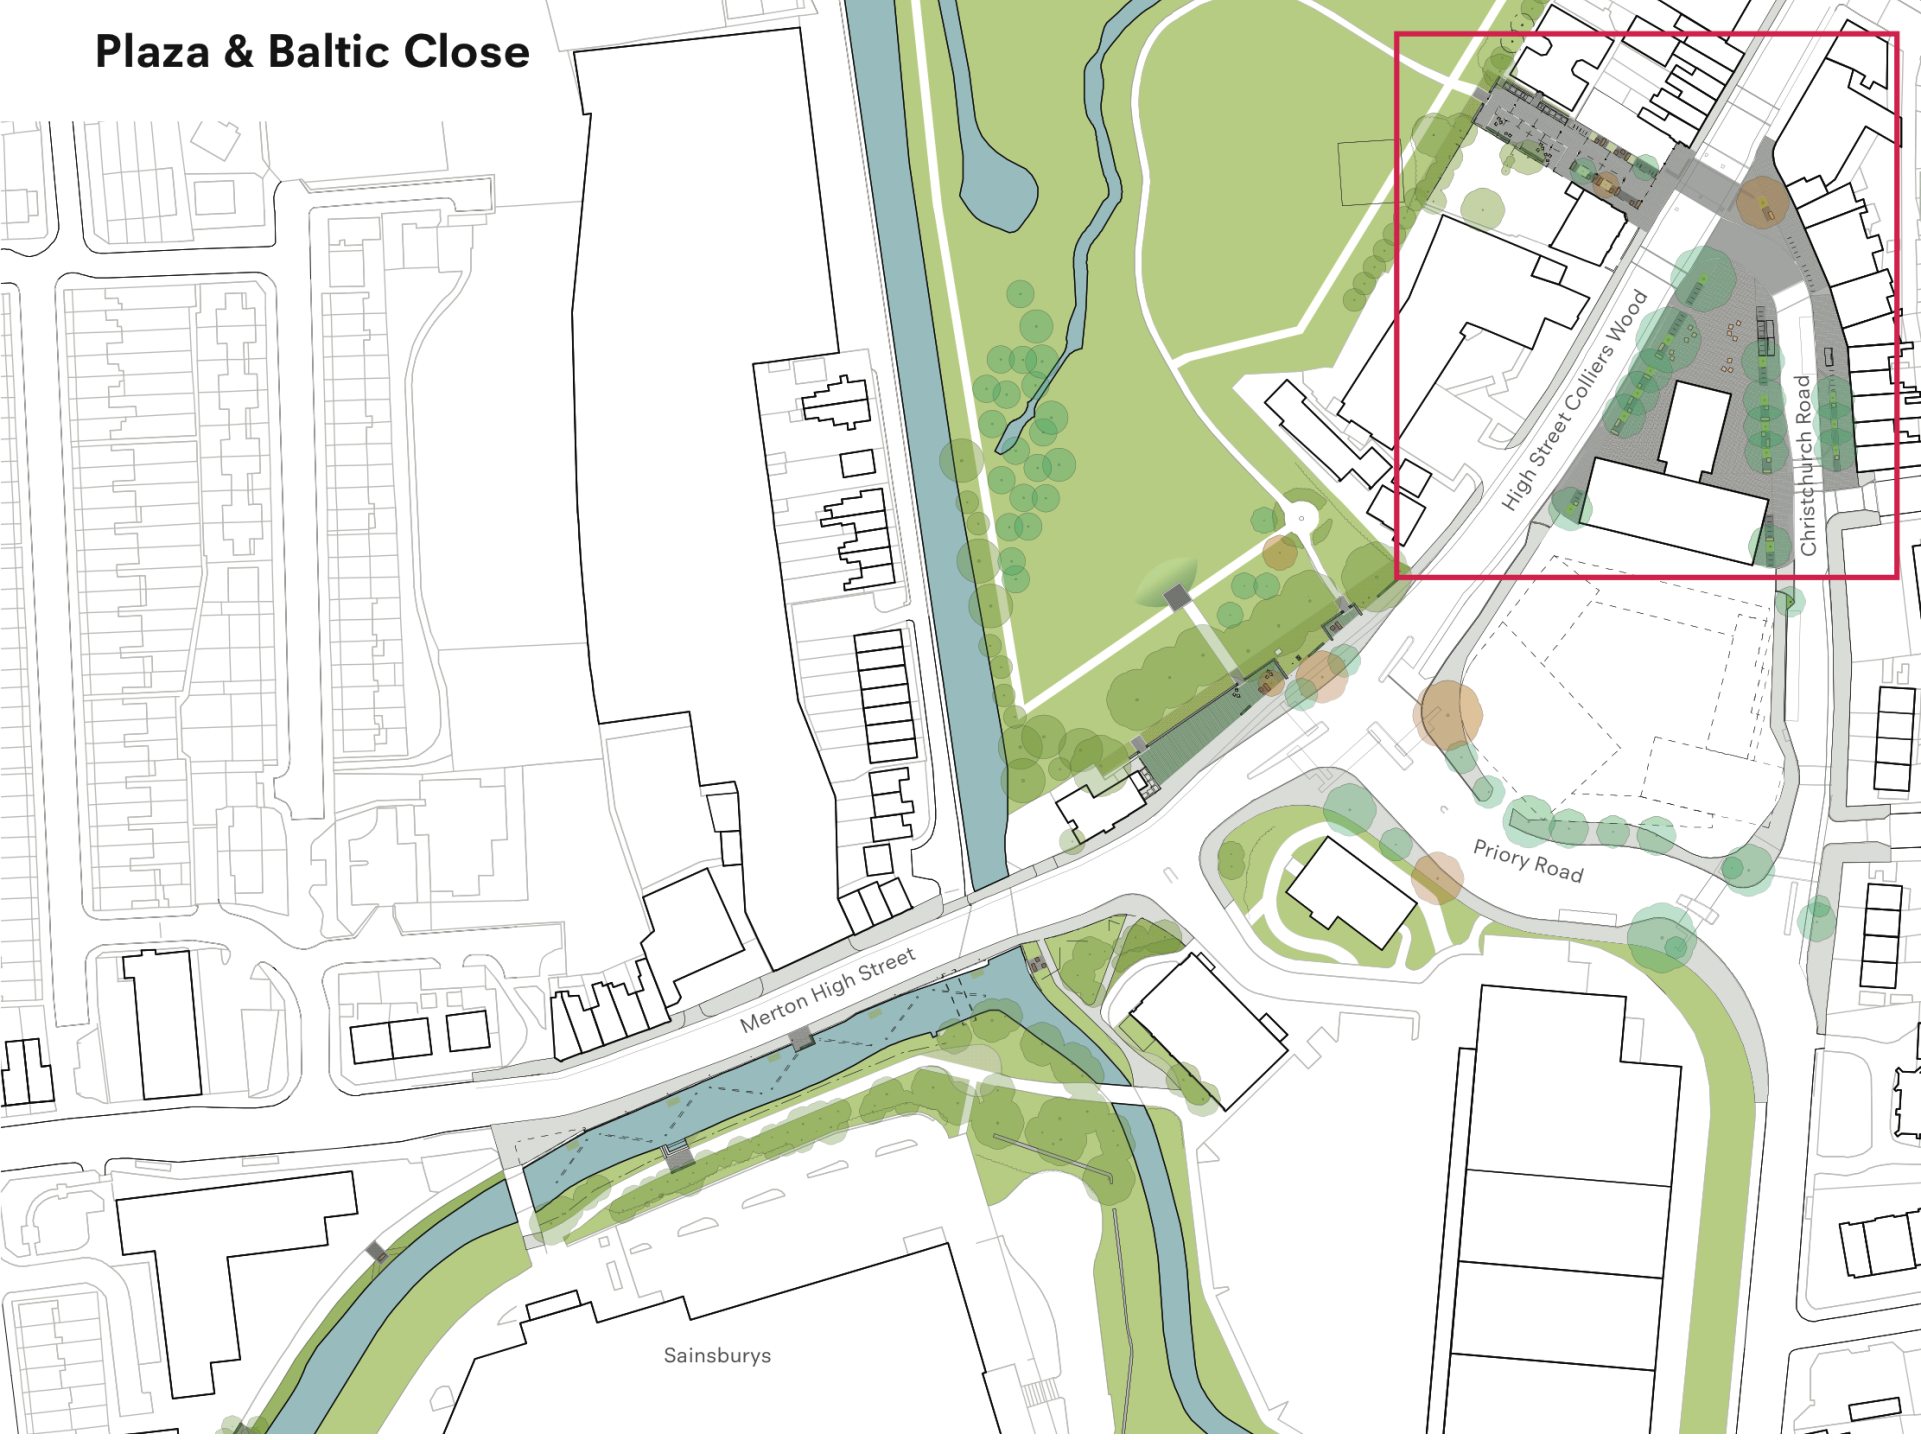 Plaza & Baltic Close
High Street Colliers Wood
Christchurch Road
Priory Road
Merton High Street
Sainsburys